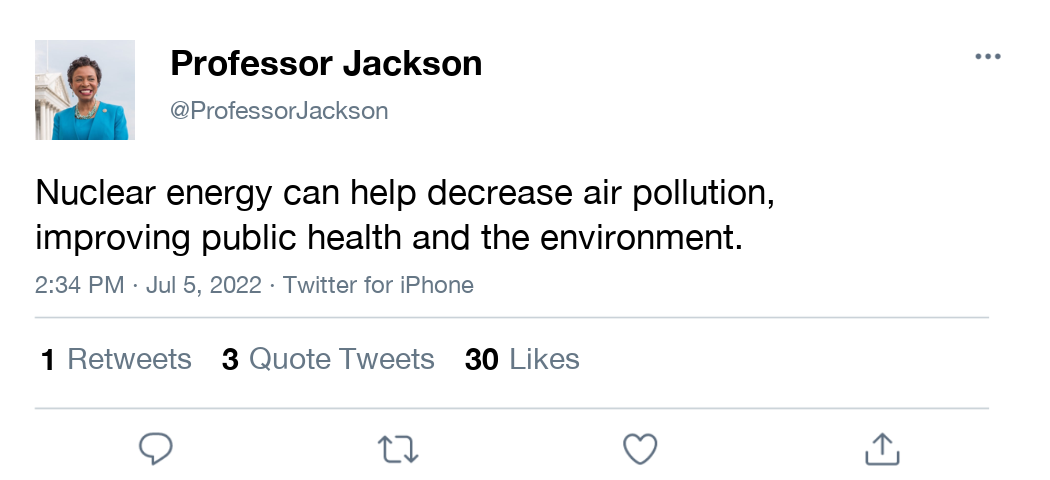 Professor Jackson
@ProfessorJackson
Nuclear energy can help decrease air pollution,
improving public health and the environment.
2:34 PM · Jul 5, 2022 · Twitter for iPhone
1 Retweets 3 Quote Tweets 30 Likes